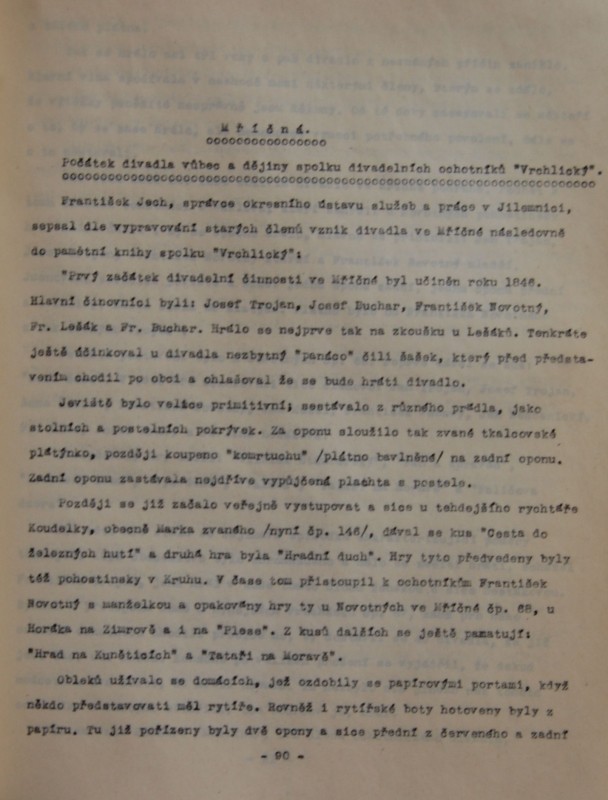 Mříčná.
Počátek divadla vůbec a dějiny spolku divadelních ochotníků "Vrchlický".
František Jech, správce okresního ústavu služeb a práce v Jilemnici,
sepsal dle vypravování starých členů vznik divadla ve Mříčné následovně
do pamětní knihy spolku "Vrchlický":
"Prvý začátek divadelní činnosti ve Mříčné byl učiněn roku 1846.
Hlavní činovníci byli: Josef Trojan, Josef Buchar, František Novotný,
Fr. Lešák a Fr. Buchar. Hrálo se nejprve tak na zkoušku u Lešáků. Tenkráte
ještě účinkoval u divadla nezbytný "panáco" čili šašek, který před předsta-
vením chodil po obci a ohlašoval že se bude hráti divadlo.
Jeviště bylo velice primitivní; sestávalo z různého prádla, jako
stolních a postelních pokrývek. Za oponu sloužilo tak zvané tkalcovské
plátýnko, později koupeno "komrtuchu" /plátno bavlněné/ na zadní oponu.
Zadní oponu zastávala nejdříve vypůjčená plachta s postele.
Později se již začalo veřejně vystupovat a sice u tehdejšího rychtáře
Koudelky, obecně Marka zvaného /nyní čp. 146/, dával se kus "Cesta do
železných hutí" a druhá hra byla "Hradní duch". Hry tyto předvedeny byly
též pohostinsky v Kruhu. V čase tom přistoupil k ochotníkům František
Novotný s manželkou a opakovány hry ty u Novotných ve Mříčné čp. 68, u
Horáka na Zimrově a i na "Plese". Z kusů dalších se ještě pamatují:
"Hrad na Kuněticích" a "Tataři na Moravě".
Obleků užívalo se domácích, jež ozdobily se papírovými portami, když
někdo představovati měl rytíře. Rovněž i rytířské boty hotoveny byly z
papíru. Tu již pořízeny byly dvě opony a sice přední z červeného a zadní
- 90 -